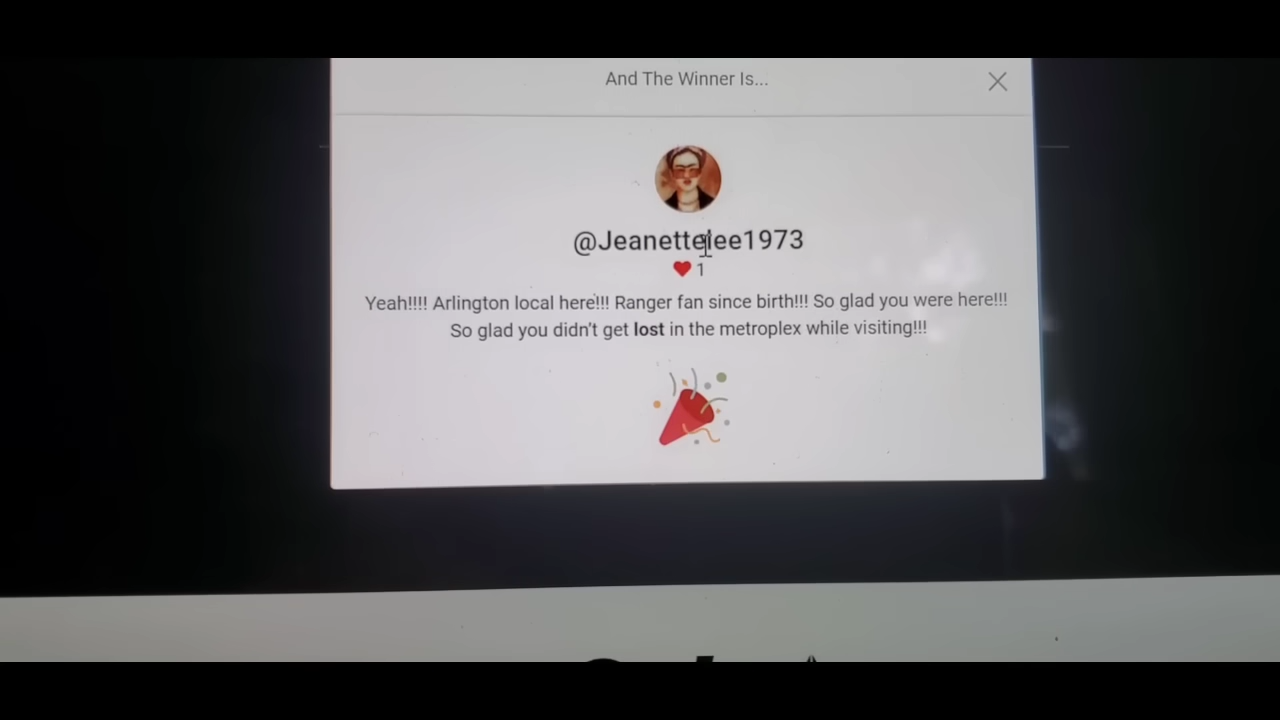 And The Winner Is...
@Jeanettelee1973
1
Yeah!!!! Arlington local here!!! Ranger fan since birth!!! So glad you were here!!!
So glad you didn't get lost in the metroplex while visiting!!!